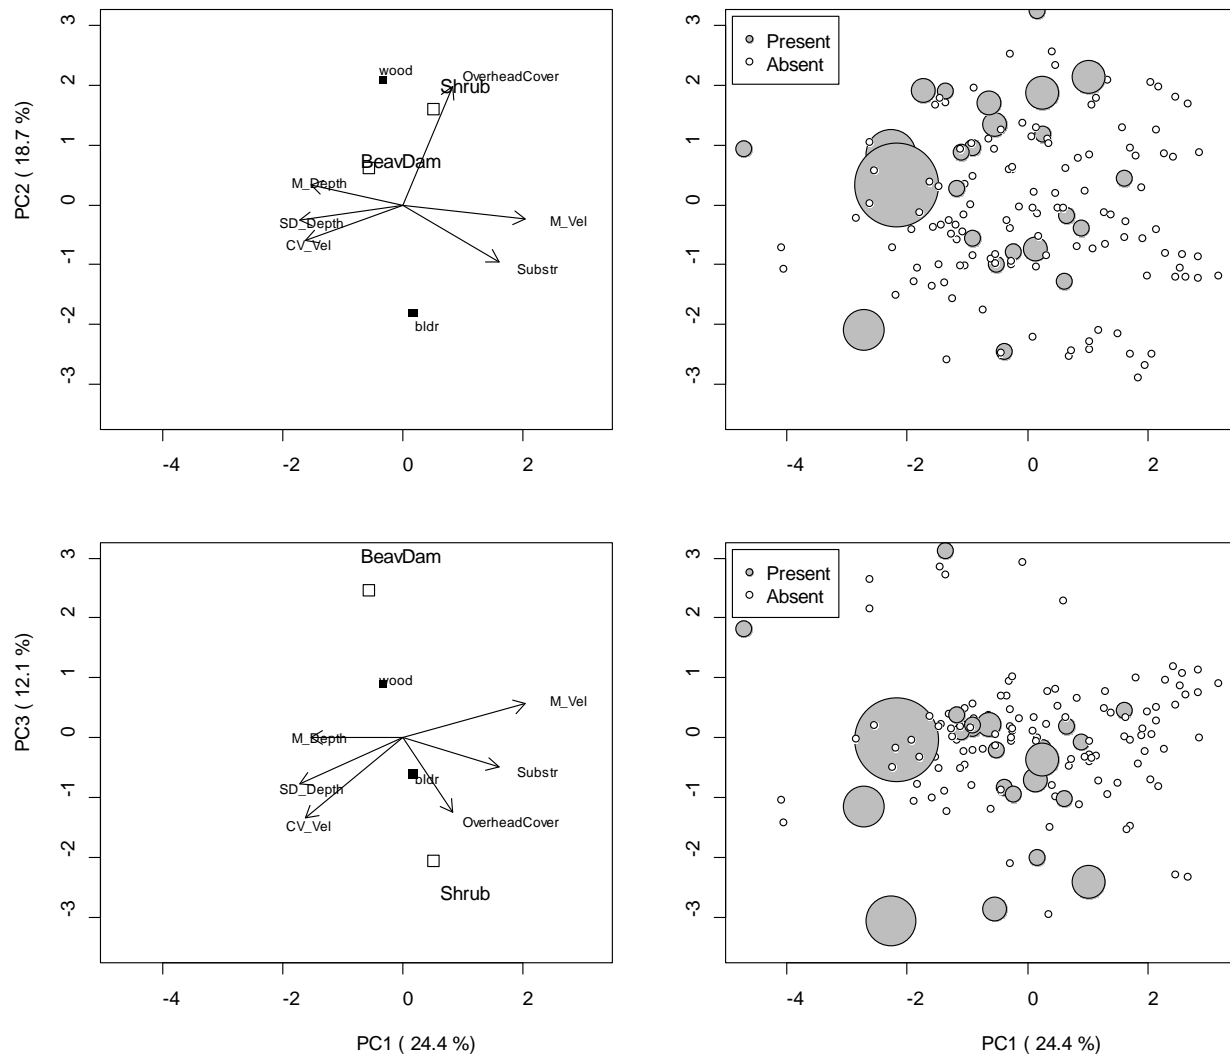 3
2
1
0
-1
-2
-3
PC2 ( 18.7 %)
wood
OverheadCover
Shrub
BeavDam
M_Depth
SD_Depth
CV_Vel
M_Vel
Substr
bldr
-4
-2
0
2
3
2
1
0
-1
-2
-3
Present
Absent
-4
-2
0
2
3
2
1
0
-1
-2
-3
PC3 ( 12.1 %)
BeavDam
wood
M_Vel
M_Depth
Substr
bldr
SD_Depth
OverheadCover
CV_Vel
Shrub
-4
-2
0
2
PC1 ( 24.4 %)
3
2
1
0
-1
-2
-3
Present
Absent
-4
-2
0
2
PC1 ( 24.4 %)